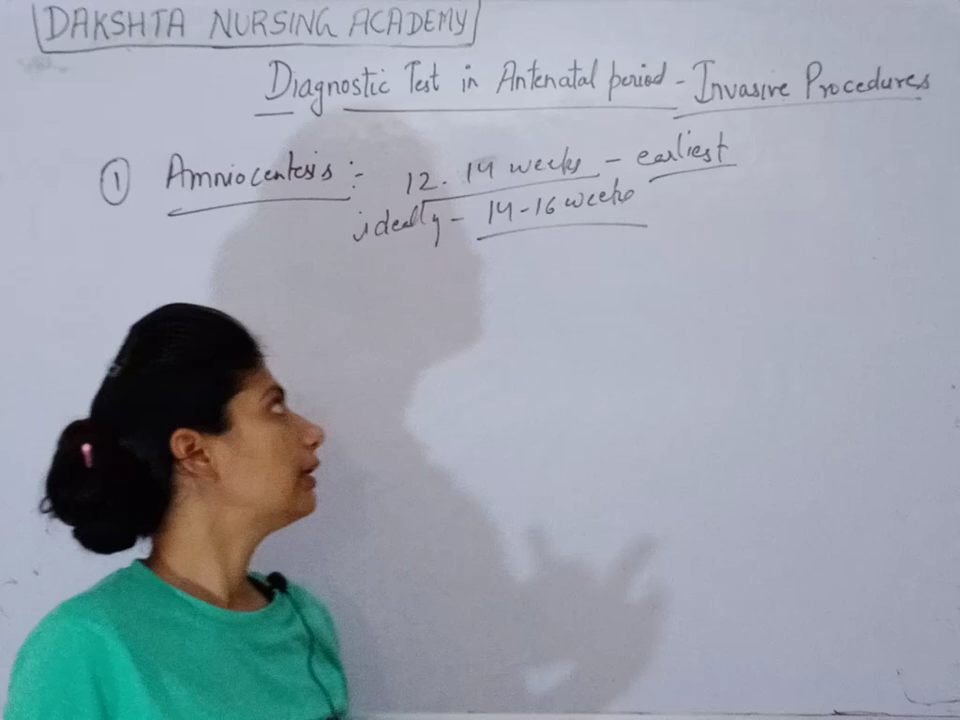 DAKSHTA NURSING ACADEMY
Diagnostic Test in Antenatal period - Invasive Procedures
① Amniocentesis :- 12-14 weeks - earliest
ideally - 14-16 weeks